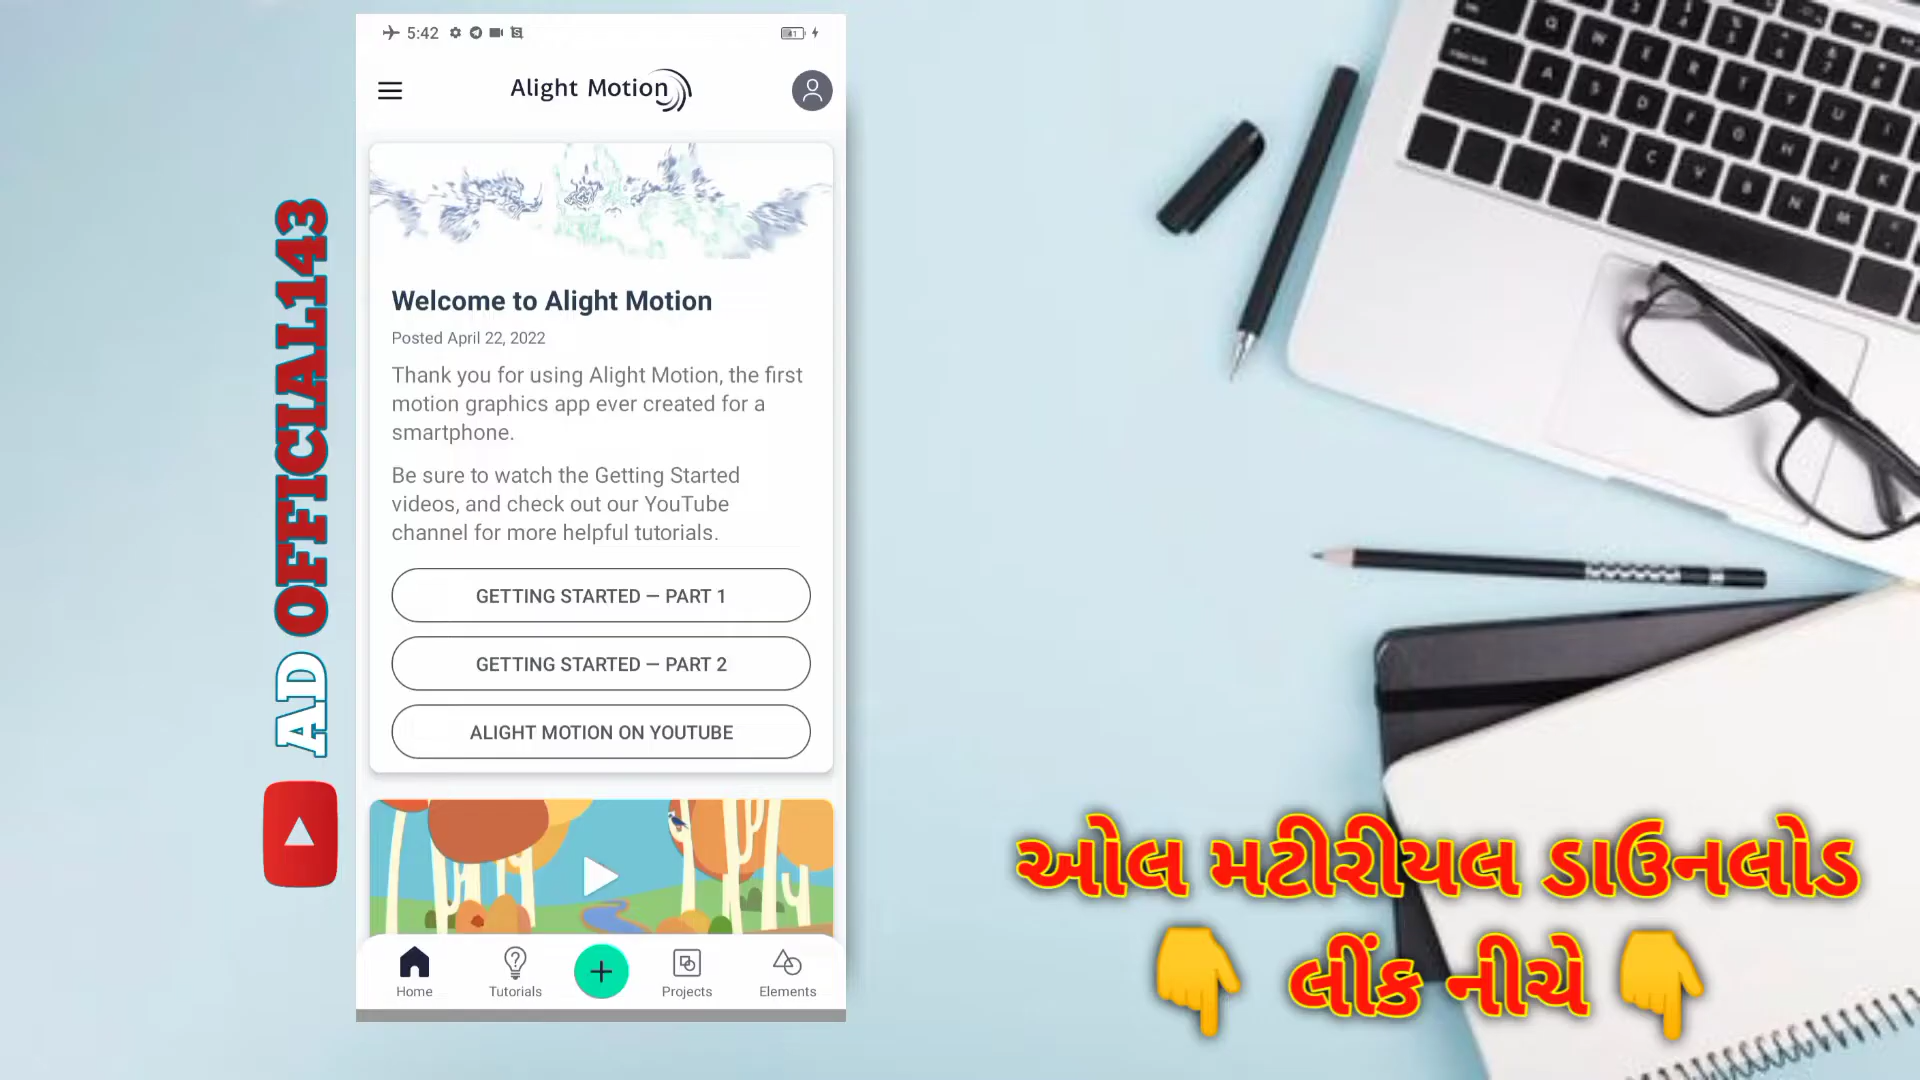 5:42
41
Alight Motion
Welcome to Alight Motion
Posted April 22, 2022
Thank you for using Alight Motion, the first
motion graphics app ever created for a
smartphone.
Be sure to watch the Getting Started
videos, and check out our YouTube
channel for more helpful tutorials.
GETTING STARTED – PART 1
GETTING STARTED – PART 2
ALIGHT MOTION ON YOUTUBE
Home
Tutorials
Projects
Elements
AD OFFICIAL143
ઓલ મટીરીયલ ડાઉનલોડ
👇 લીંક નીચે 👇